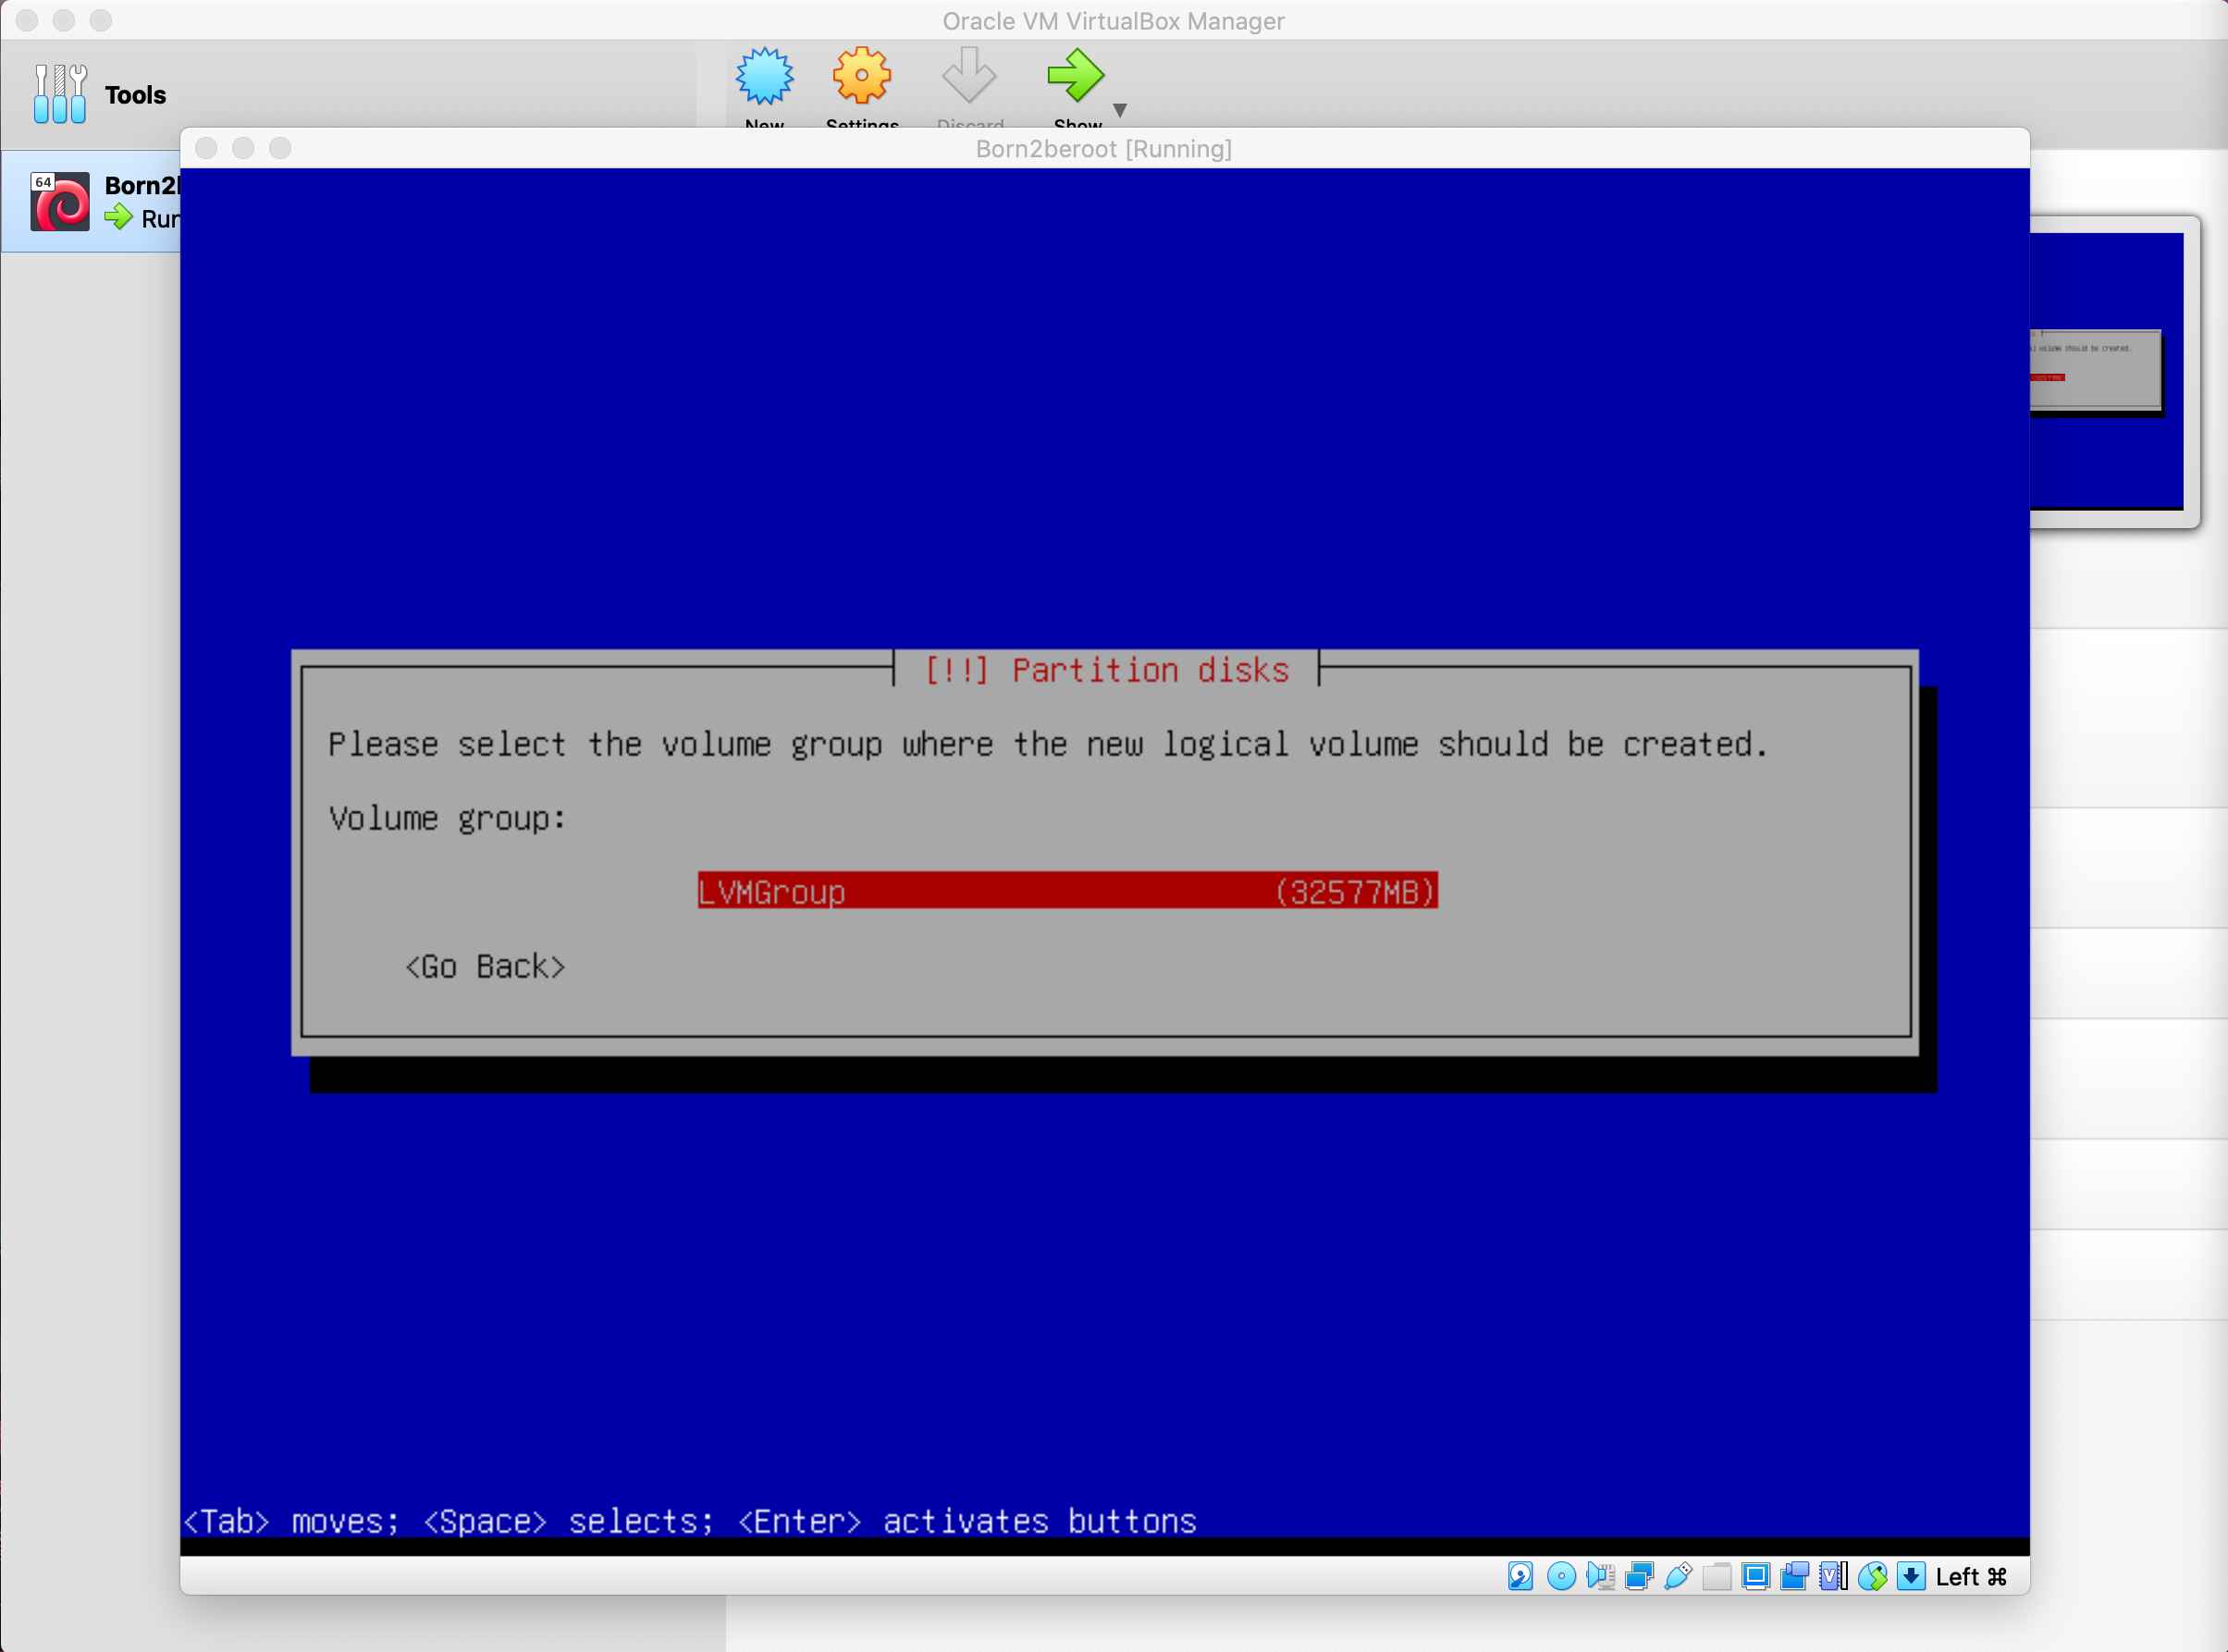 Oracle VM VirtualBox Manager
Tools
New
Settings
Discard
Show
Born2beroot [Running]
64
Born2
Run
[!!] Partition disks
Please select the volume group where the new logical volume should be created.
Volume group:
LVMGroup (32577MB)
<Go Back>
<Tab> moves; <Space> selects; <Enter> activates buttons
Left ⌘